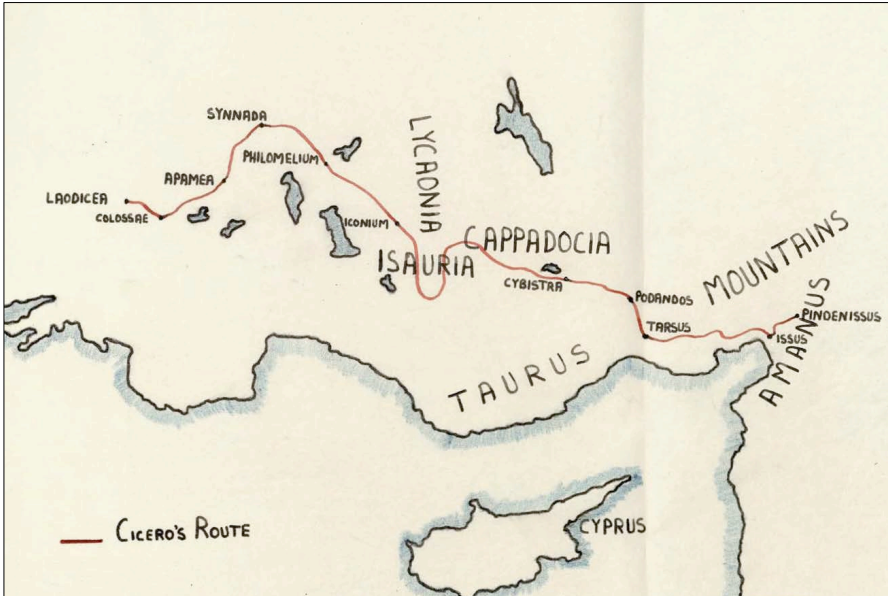 SYNNADA
LYCAONIA
PHILOMELIUM
APAMEA
LAODICEA
COLOSSAE
ICONIUM
CAPPADOCIA
ISAURIA
MOUNTAINS
CYBISTRA
PODANDOS
PINDENISSUS
TARSUS
ISSUS
AMANUS
TAURUS
CICERO'S ROUTE
CYPRUS